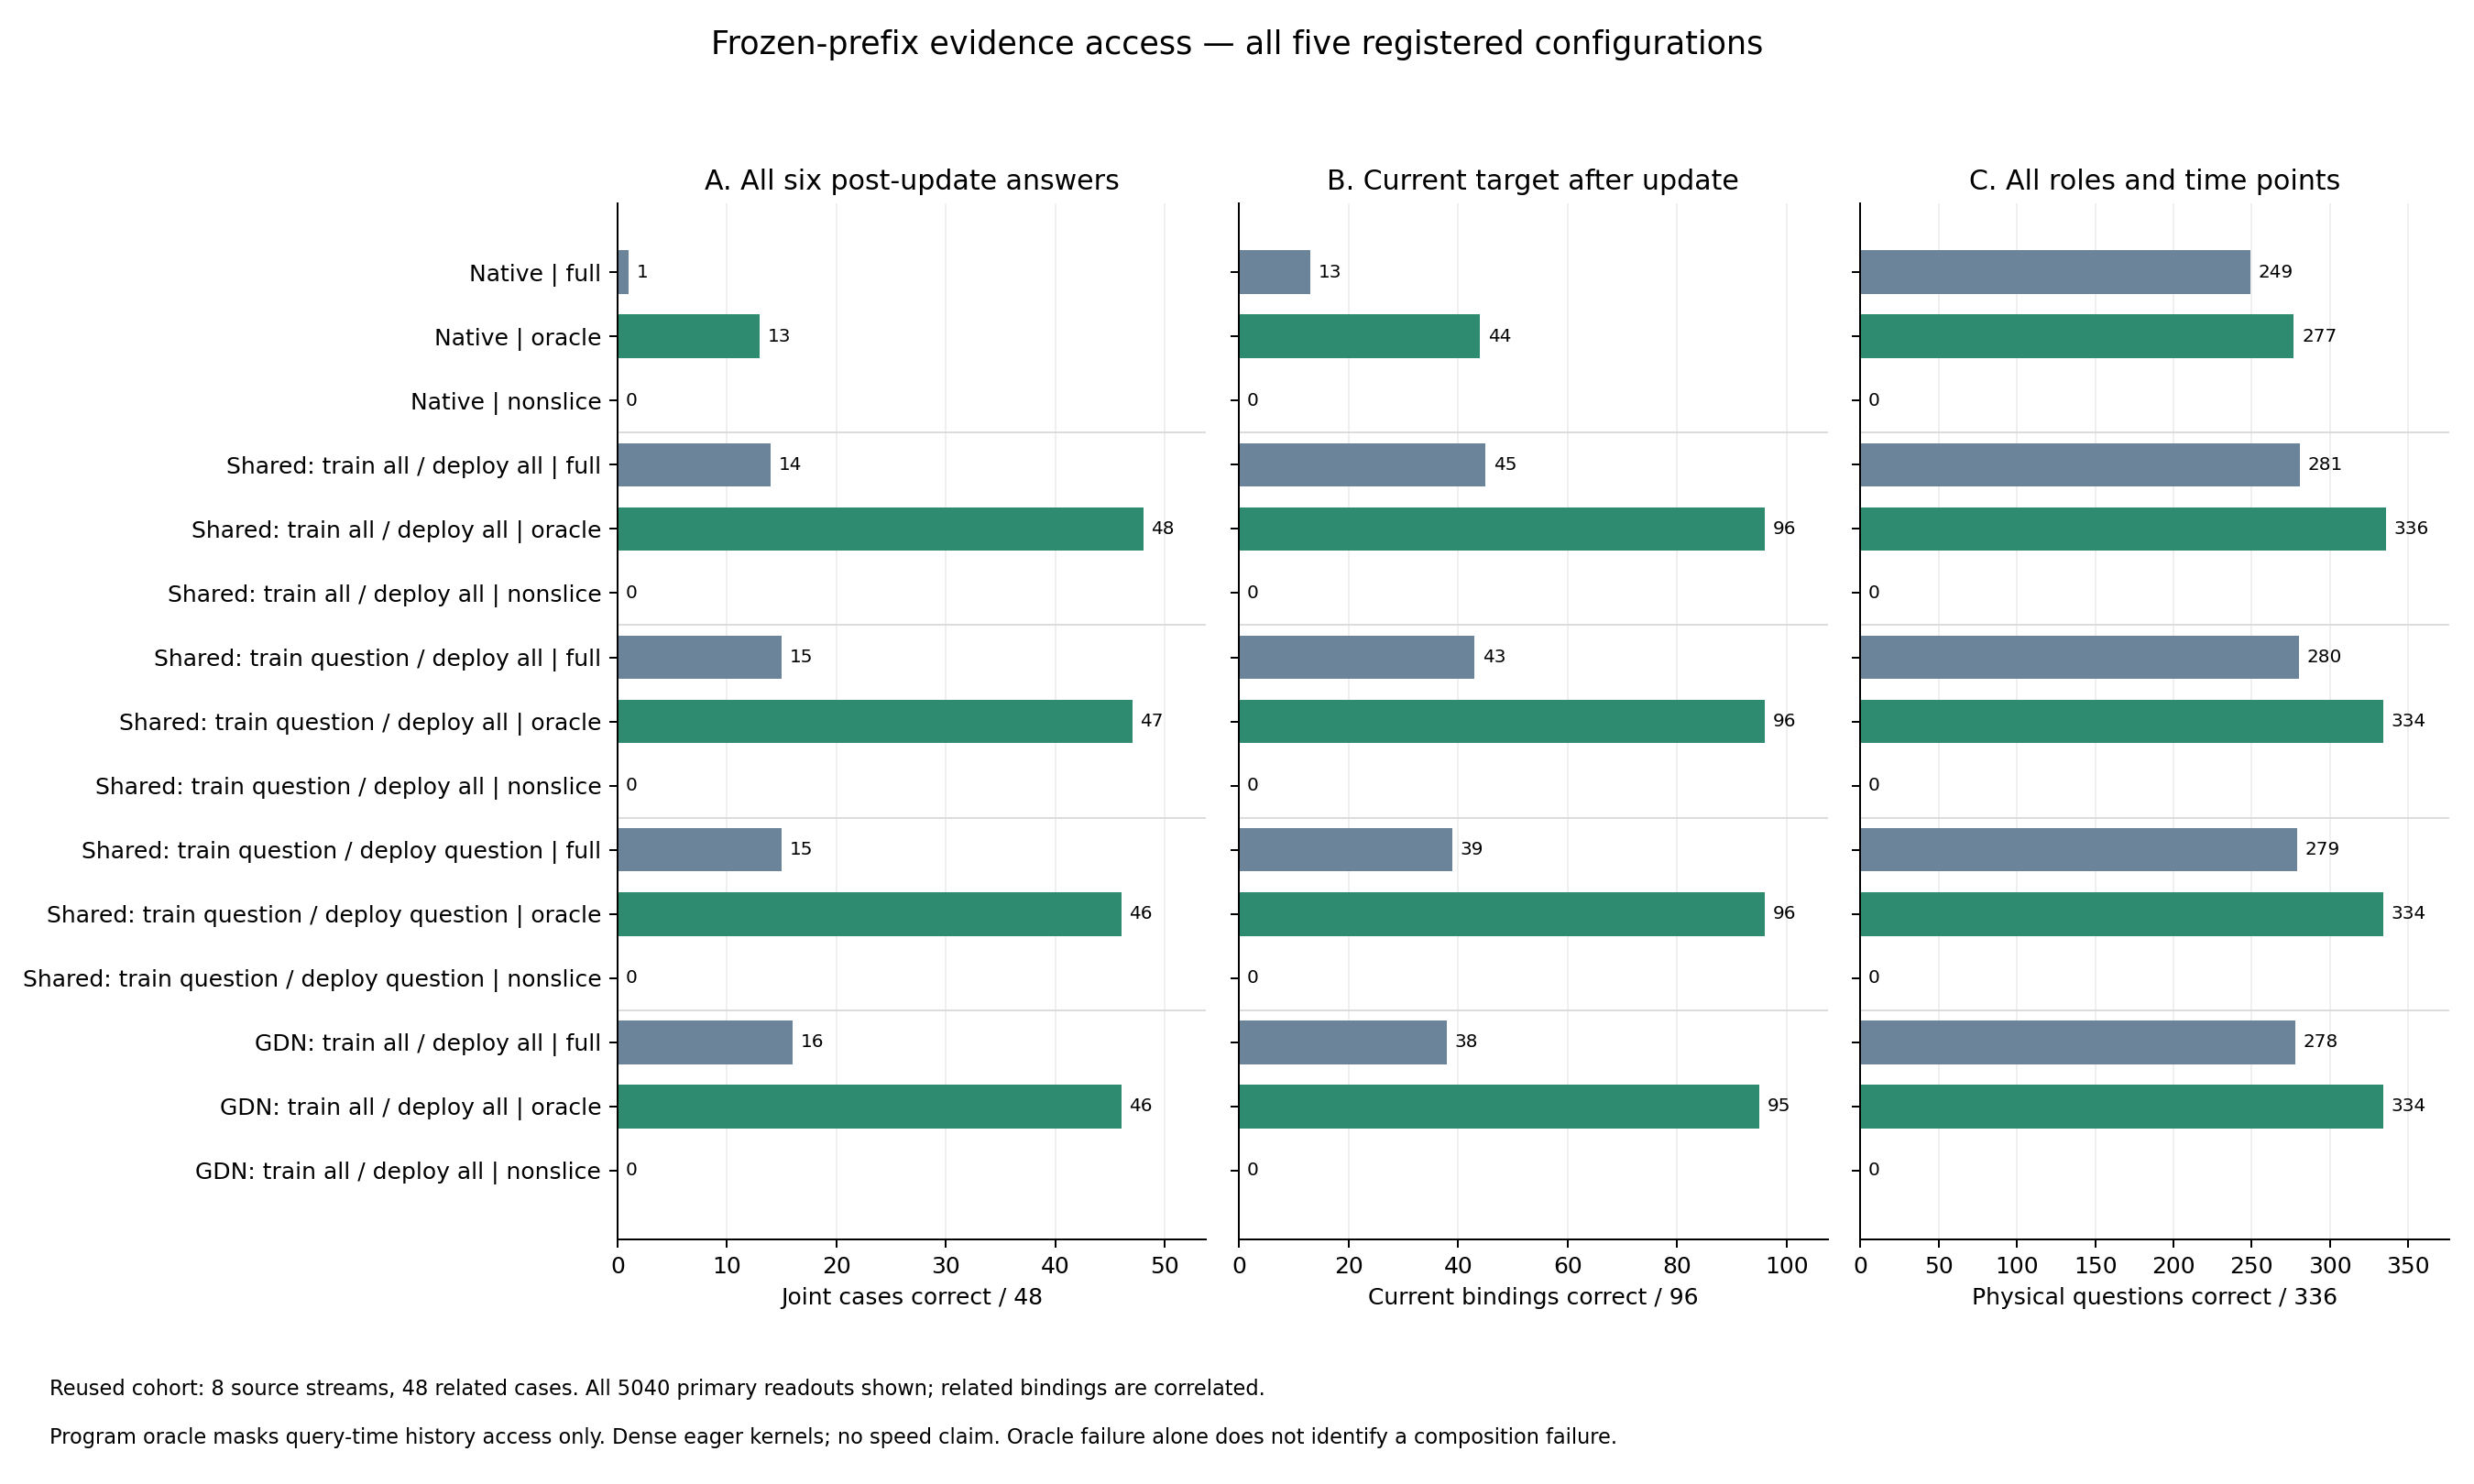 Frozen-prefix evidence access — all five registered configurations
A. All six post-update answers
B. Current target after update
C. All roles and time points
Native | full 1 13 249
Native | oracle 13 44 277
Native | nonslice 0 0 0
Shared: train all / deploy all | full 14 45 281
Shared: train all / deploy all | oracle 48 96 336
Shared: train all / deploy all | nonslice 0 0 0
Shared: train question / deploy all | full 15 43 280
Shared: train question / deploy all | oracle 47 96 334
Shared: train question / deploy all | nonslice 0 0 0
Shared: train question / deploy question | full 15 39 279
Shared: train question / deploy question | oracle 46 96 334
Shared: train question / deploy question | nonslice 0 0 0
GDN: train all / deploy all | full 16 38 278
GDN: train all / deploy all | oracle 46 95 334
GDN: train all / deploy all | nonslice 0 0 0
0 10 20 30 40 50
0 20 40 60 80 100
0 50 100 150 200 250 300 350
Joint cases correct / 48
Current bindings correct / 96
Physical questions correct / 336
Reused cohort: 8 source streams, 48 related cases. All 5040 primary readouts shown; related bindings are correlated.
Program oracle masks query-time history access only. Dense eager kernels; no speed claim. Oracle failure alone does not identify a composition failure.